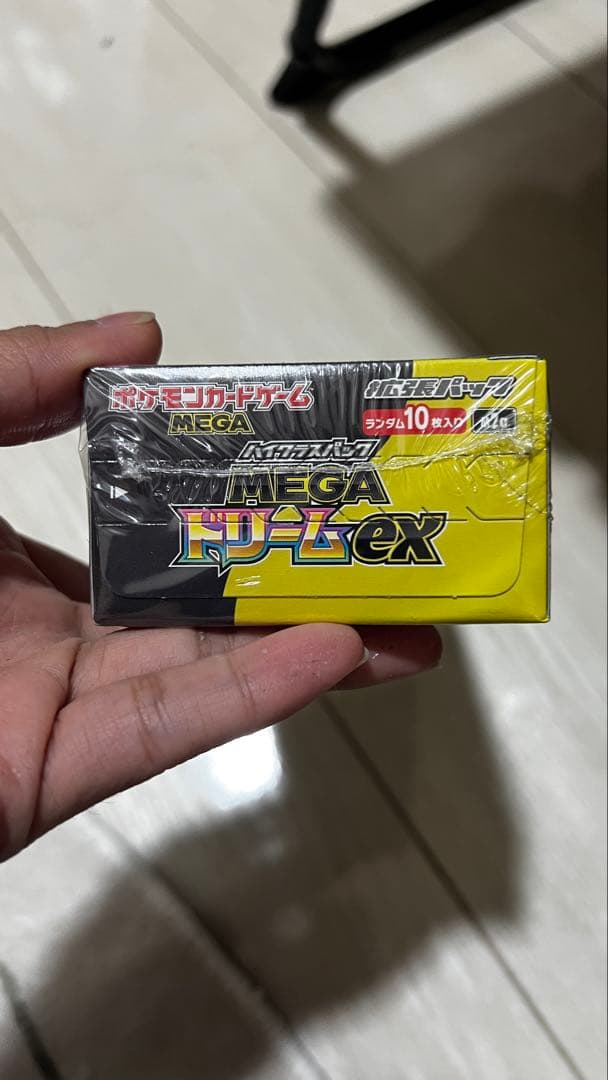 ポケモンカードゲーム
MEGA
拡張パック
ランダム10枚入り
ハイクラスパック
MEGA
ドリームex